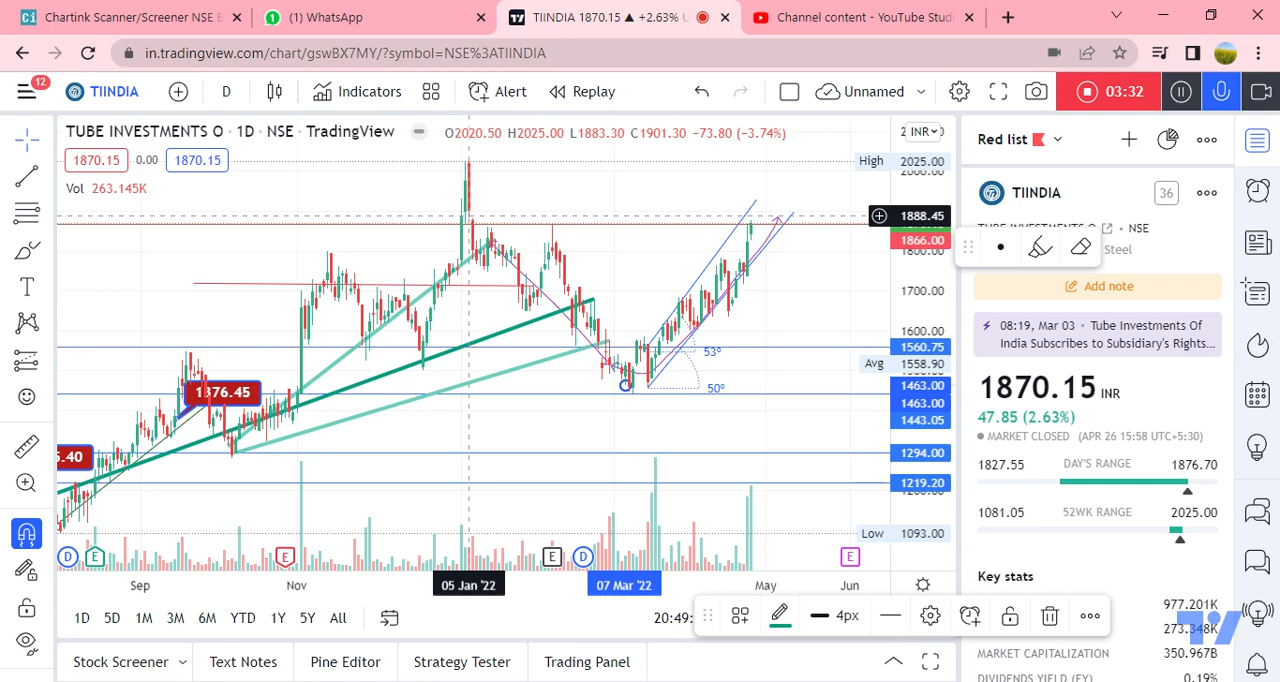 Chartink Scanner/Screener NSE
(1) WhatsApp
TIINDIA 1870.15 ▲ +2.63%
Channel content - YouTube Studi
in.tradingview.com/chart/gswBX7MY/?symbol=NSE%3ATIINDIA
12
TIINDIA
D
Indicators
Alert
Replay
Unnamed
03:32
TUBE INVESTMENTS O · 1D · NSE · TradingView
O2020.50 H2025.00 L1883.30 C1901.30 −73.80 (−3.74%)
INR
1870.15 0.00 1870.15
Vol 263.145K
High 2025.00
2000.00
1888.45
1866.00
1800.00
1700.00
1600.00
1560.75
Avg 1558.90
1463.00
1463.00
1443.05
1294.00
1219.20
Low 1093.00
1876.45
5.40
53º
50º
D E E E D E
Sep Nov 05 Jan '22 07 Mar '22 May Jun
1D 5D 1M 3M 6M YTD 1Y 5Y All
20:49:
4px
Stock Screener
Text Notes
Pine Editor
Strategy Tester
Trading Panel
Red list
TIINDIA
36
NSE
Steel
Add note
08:19, Mar 03 • Tube Investments Of
India Subscribes to Subsidiary's Rights...
1870.15 INR
47.85 (2.63%)
MARKET CLOSED (APR 26 15:58 UTC+5:30)
1827.55 DAY'S RANGE 1876.70
1081.05 52WK RANGE 2025.00
Key stats
977.201K
273.348K
MARKET CAPITALIZATION 350.967B
DIVIDENDS YIELD (FY) 0.19%